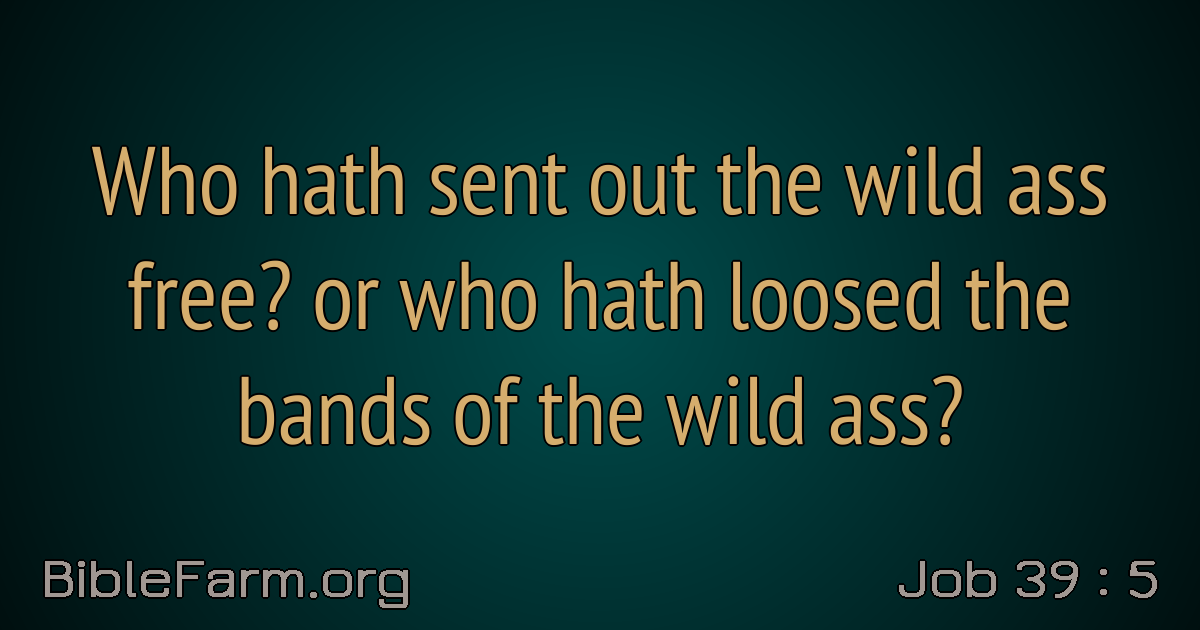 Who hath sent out the wild ass
free? or who hath loosed the
bands of the wild ass?
BibleFarm.org
Job 39 : 5